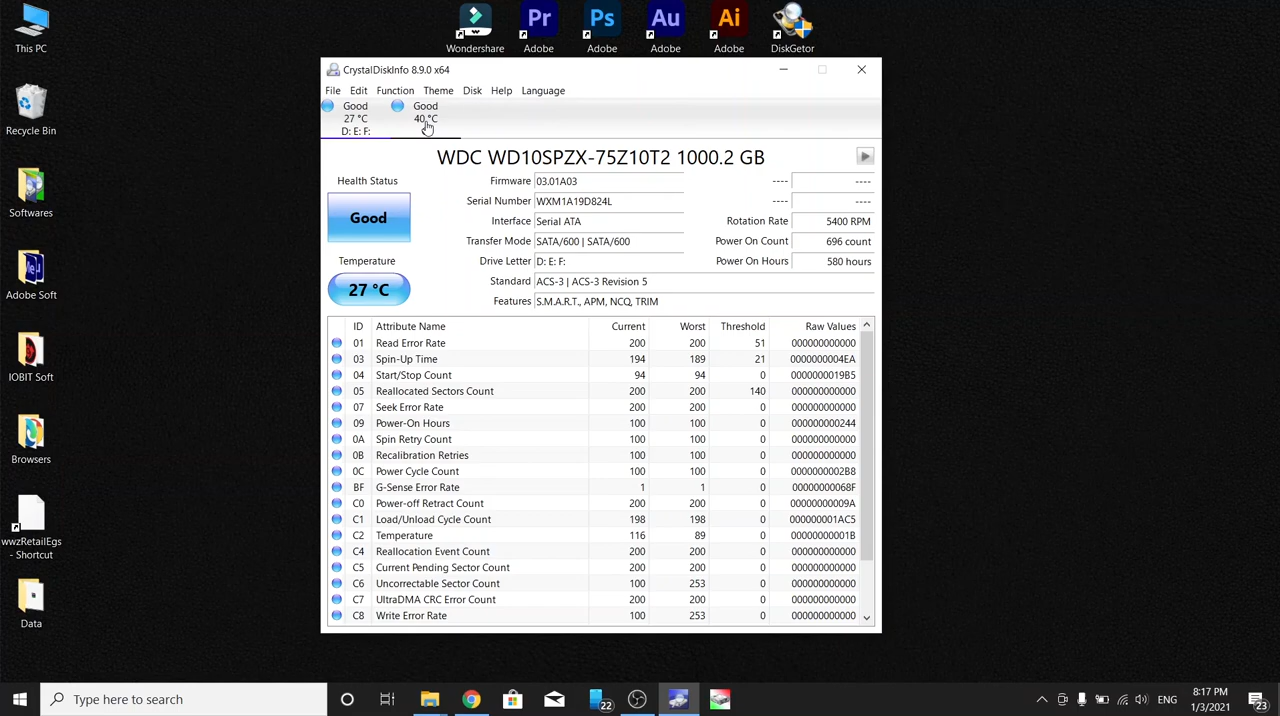 This PC
Recycle Bin
Softwares
Adobe Soft
IOBIT Soft
Browsers
wwzRetailEgs
- Shortcut
Data
Wondershare
Pr
Adobe
Ps
Adobe
Au
Adobe
Ai
Adobe
DiskGetor
CrystalDiskInfo 8.9.0 x64
File Edit Function Theme Disk Help Language
Good Good
27 °C 40 °C
D: E: F:
WDC WD10SPZX-75Z10T2 1000.2 GB
Health Status
Good
Temperature
27 °C
Firmware 03.01A03 ---- ----
Serial Number WXM1A19D824L ---- ----
Interface Serial ATA Rotation Rate 5400 RPM
Transfer Mode SATA/600 | SATA/600 Power On Count 696 count
Drive Letter D: E: F: Power On Hours 580 hours
Standard ACS-3 | ACS-3 Revision 5
Features S.M.A.R.T., APM, NCQ, TRIM
ID Attribute Name Current Worst Threshold Raw Values
01 Read Error Rate 200 200 51 000000000000
03 Spin-Up Time 194 189 21 0000000004EA
04 Start/Stop Count 94 94 0 0000000019B5
05 Reallocated Sectors Count 200 200 140 000000000000
07 Seek Error Rate 200 200 0 000000000000
09 Power-On Hours 100 100 0 000000000244
0A Spin Retry Count 100 100 0 000000000000
0B Recalibration Retries 100 100 0 000000000000
0C Power Cycle Count 100 100 0 0000000002B8
BF G-Sense Error Rate 1 1 0 00000000068F
C0 Power-off Retract Count 200 200 0 00000000009A
C1 Load/Unload Cycle Count 198 198 0 000000001AC5
C2 Temperature 116 89 0 00000000001B
C4 Reallocation Event Count 200 200 0 000000000000
C5 Current Pending Sector Count 200 200 0 000000000000
C6 Uncorrectable Sector Count 100 253 0 000000000000
C7 UltraDMA CRC Error Count 200 200 0 000000000000
C8 Write Error Rate 100 253 0 000000000000
Type here to search
22
ENG
8:17 PM
1/3/2021
23